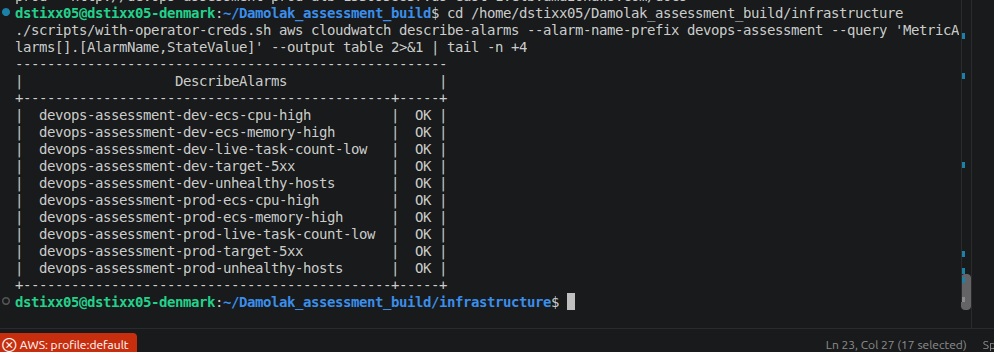 dstixx05@dstixx05-denmark:~/Damolak_assessment_build$ cd /home/dstixx05/Damolak_assessment_build/infrastructure
./scripts/with-operator-creds.sh aws cloudwatch describe-alarms --alarm-name-prefix devops-assessment --query 'MetricA
larms[].[AlarmName,StateValue]' --output table 2>&1 | tail -n +4
---------------------------------------------------
|                  DescribeAlarms                  |
+---------------------------------------------+-----+
|  devops-assessment-dev-ecs-cpu-high          |  OK |
|  devops-assessment-dev-ecs-memory-high       |  OK |
|  devops-assessment-dev-live-task-count-low   |  OK |
|  devops-assessment-dev-target-5xx            |  OK |
|  devops-assessment-dev-unhealthy-hosts       |  OK |
|  devops-assessment-prod-ecs-cpu-high         |  OK |
|  devops-assessment-prod-ecs-memory-high      |  OK |
|  devops-assessment-prod-live-task-count-low  |  OK |
|  devops-assessment-prod-target-5xx           |  OK |
|  devops-assessment-prod-unhealthy-hosts      |  OK |
+---------------------------------------------+-----+
dstixx05@dstixx05-denmark:~/Damolak_assessment_build/infrastructure$
AWS: profile:default Ln 23, Col 27 (17 selected)